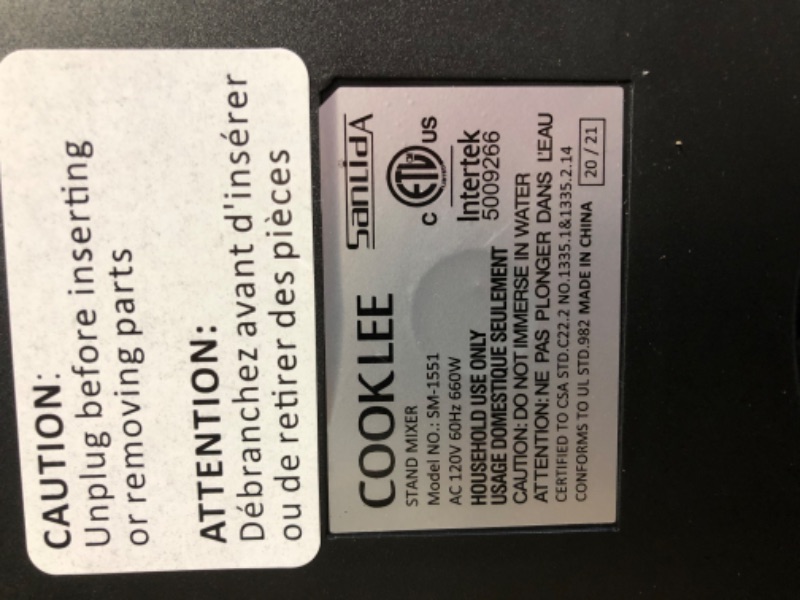 CAUTION:
Unplug before inserting
or removing parts
ATTENTION:
Débranchez avant d'insérer
ou de retirer des pièces
COOKLEE
SANLIDA
STAND MIXER
Model NO.: SM-1551
AC 120V 60Hz 660W
C ETL US
Intertek
5009266
HOUSEHOLD USE ONLY
USAGE DOMESTIQUE SEULEMENT
CAUTION: DO NOT IMMERSE IN WATER
ATTENTION: NE PAS PLONGER DANS L'EAU
CERTIFIED TO CSA STD.C22.2 NO.1335.1&1335.2.14
CONFORMS TO UL STD.982 MADE IN CHINA 20 / 21